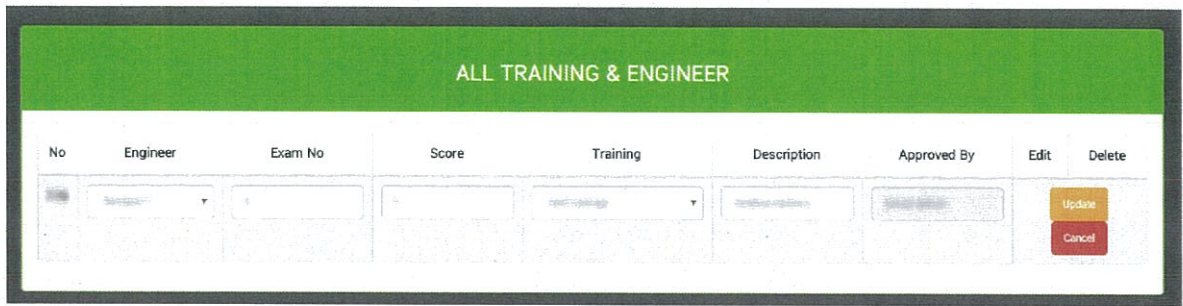 ALL TRAINING & ENGINEER
No Engineer Exam No Score Training Description Approved By Edit Delete
Update
Cancel